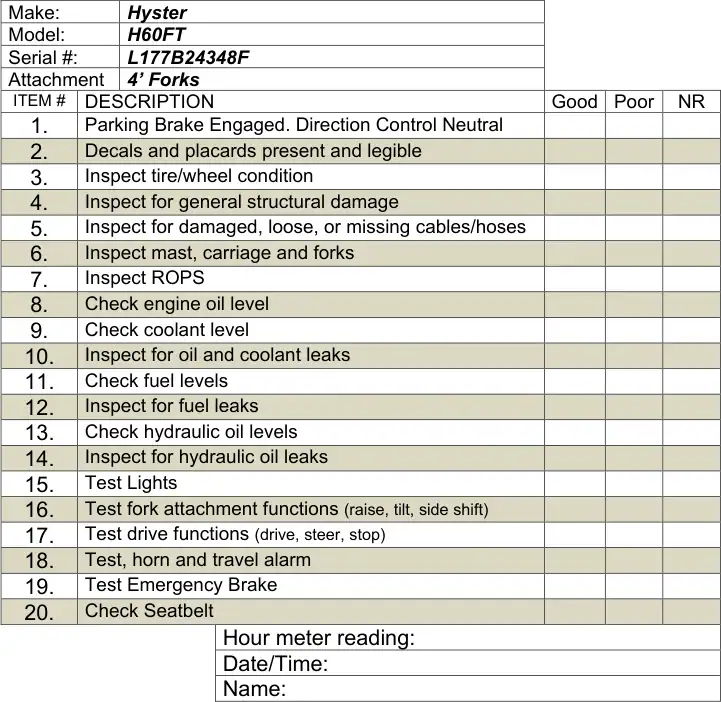 Make: Hyster
Model: H60FT
Serial #: L177B24348F
Attachment 4’ Forks
ITEM # DESCRIPTION Good Poor NR
1. Parking Brake Engaged. Direction Control Neutral
2. Decals and placards present and legible
3. Inspect tire/wheel condition
4. Inspect for general structural damage
5. Inspect for damaged, loose, or missing cables/hoses
6. Inspect mast, carriage and forks
7. Inspect ROPS
8. Check engine oil level
9. Check coolant level
10. Inspect for oil and coolant leaks
11. Check fuel levels
12. Inspect for fuel leaks
13. Check hydraulic oil levels
14. Inspect for hydraulic oil leaks
15. Test Lights
16. Test fork attachment functions (raise, tilt, side shift)
17. Test drive functions (drive, steer, stop)
18. Test, horn and travel alarm
19. Test Emergency Brake
20. Check Seatbelt
Hour meter reading:
Date/Time:
Name: